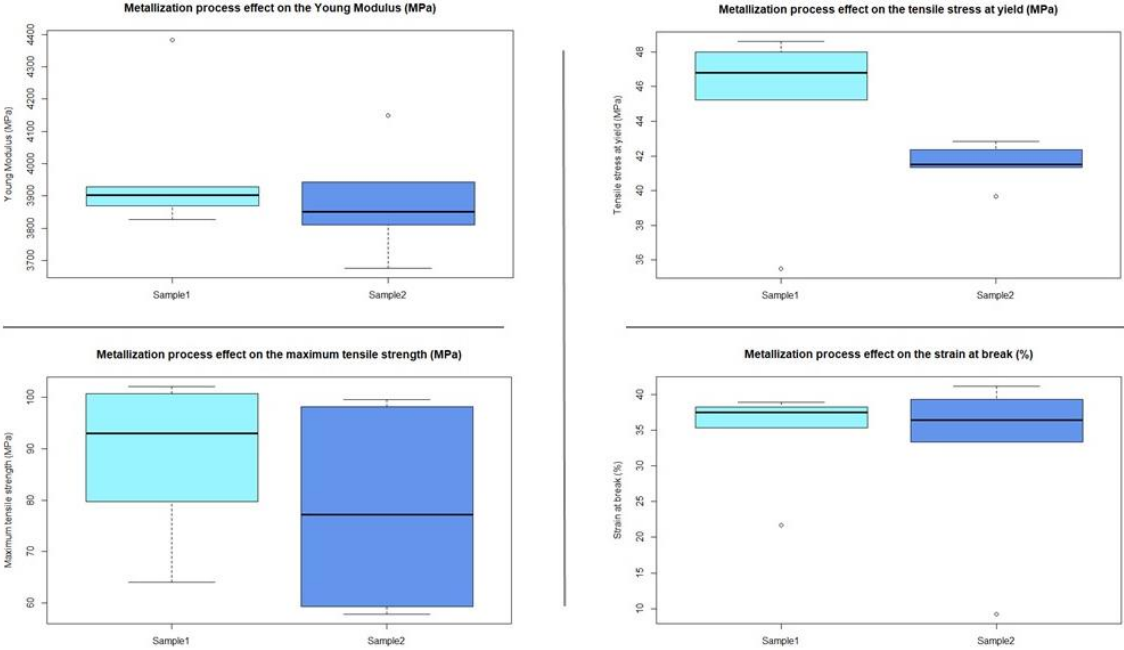 Metallization process effect on the Young Modulus (MPa)
Young Modulus (MPa)
4400
4300
4200
4100
4000
3900
3800
3700
Sample1
Sample2
Metallization process effect on the tensile stress at yield (MPa)
Tensile stress at yield (MPa)
48
46
44
42
40
38
36
Sample1
Sample2
Metallization process effect on the maximum tensile strength (MPa)
Maximum tensile strength (MPa)
100
90
80
70
60
Sample1
Sample2
Metallization process effect on the strain at break (%)
Strain at break (%)
40
35
30
25
20
15
10
Sample1
Sample2